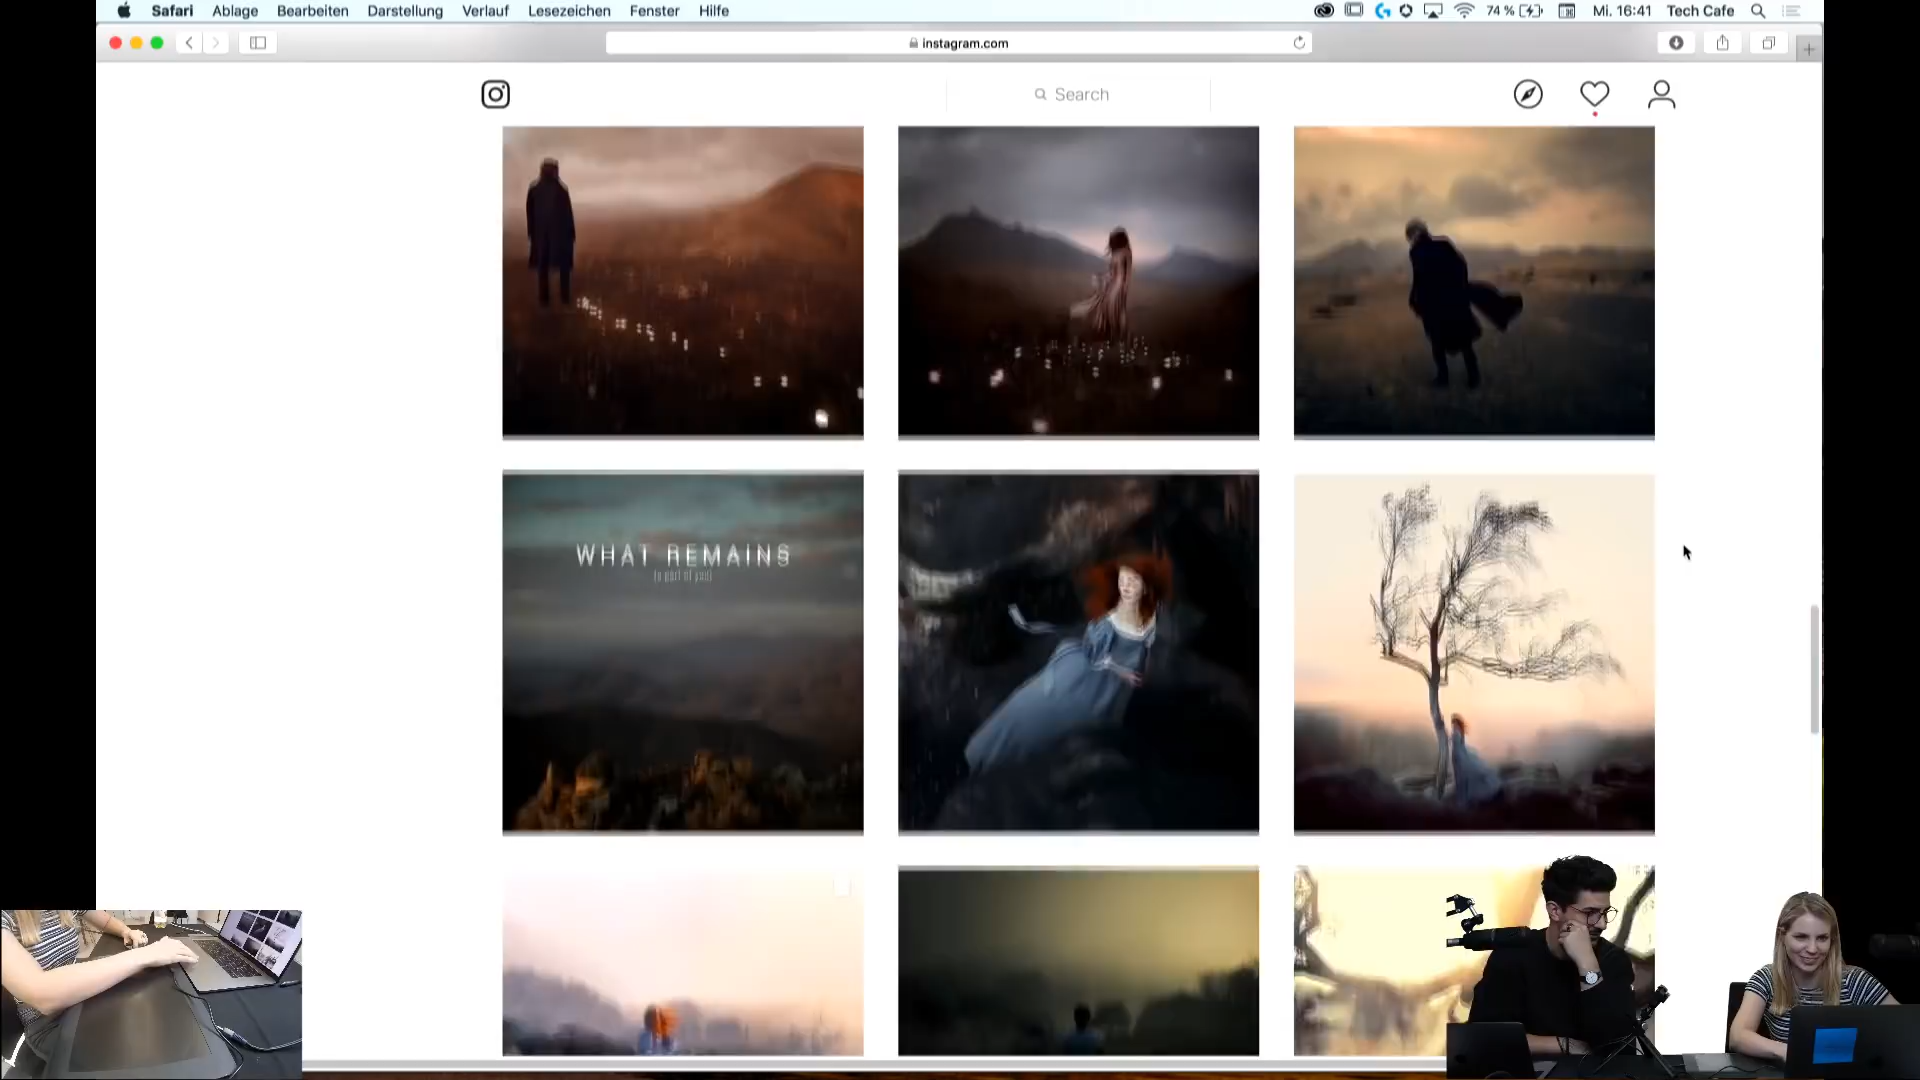 Safari Ablage Bearbeiten Darstellung Verlauf Lesezeichen Fenster Hilfe 74 % Mi. 16:41 Tech Cafe
instagram.com
Search
WHAT REMAINS